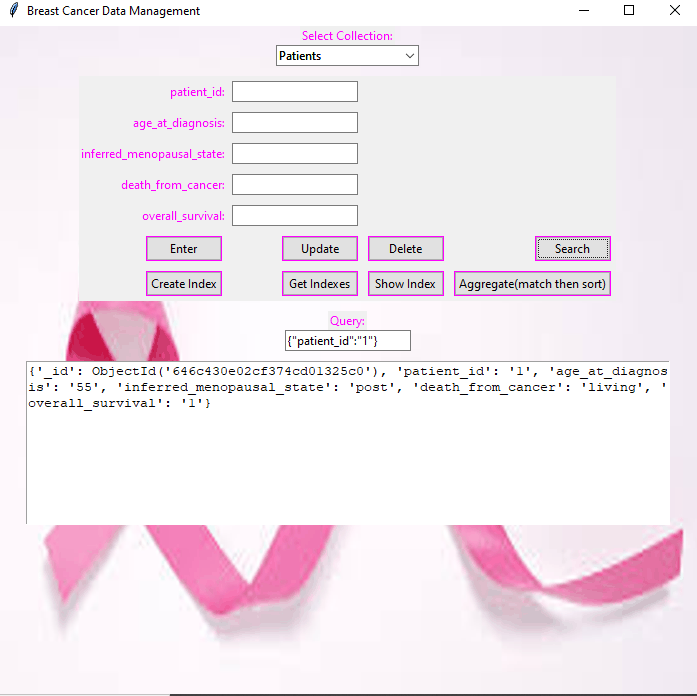 Breast Cancer Data Management
Select Collection:
Patients
patient_id:
age_at_diagnosis:
inferred_menopausal_state:
death_from_cancer:
overall_survival:
Enter Update Delete Search
Create Index Get Indexes Show Index Aggregate(match then sort)
Query:
{"patient_id":"1"}
{'_id': ObjectId('646c430e02cf374cd01325c0'), 'patient_id': '1', 'age_at_diagnos
is': '55', 'inferred_menopausal_state': 'post', 'death_from_cancer': 'living', '
overall_survival': '1'}